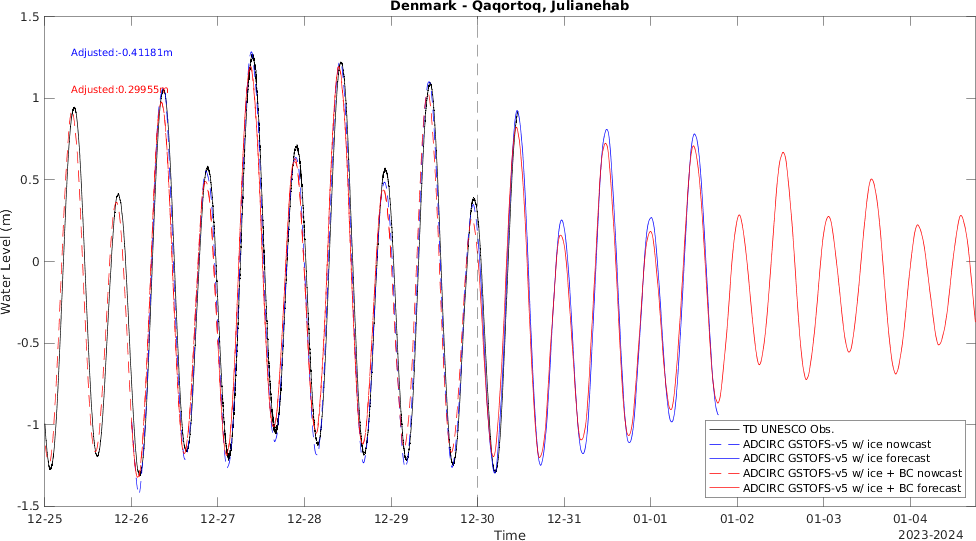 Denmark - Qaqortoq, Julianehab
Adjusted:-0.41181m
Adjusted:0.29955m
Water Level (m)
1.5
1
0.5
0
-0.5
-1
-1.5
TD UNESCO Obs.
ADCIRC GSTOFS-v5 w/ ice nowcast
ADCIRC GSTOFS-v5 w/ ice forecast
ADCIRC GSTOFS-v5 w/ ice + BC nowcast
ADCIRC GSTOFS-v5 w/ ice + BC forecast
12-25 12-26 12-27 12-28 12-29 12-30 12-31 01-01 01-02 01-03 01-04
Time
2023-2024